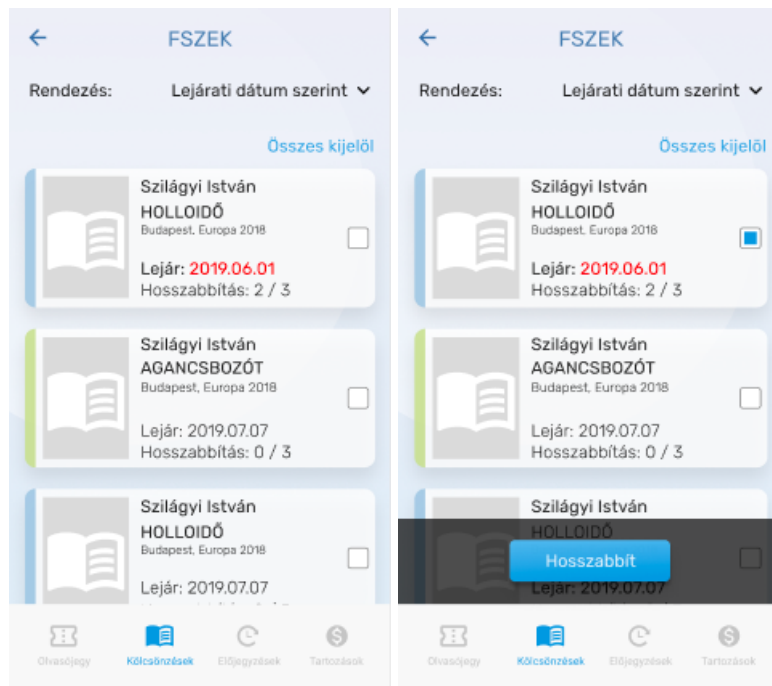 FSZEK
Rendezés: Lejárati dátum szerint
Összes kijelöl
Szilágyi István
HOLLOIDŐ
Budapest. Europa 2018
Lejár: 2019.06.01
Hosszabbítás: 2 / 3
Szilágyi István
AGANCSBOZÓT
Budapest, Europa 2018
Lejár: 2019.07.07
Hosszabbítás: 0 / 3
Szilágyi István
HOLLOIDŐ
Budapest, Europa 2018
Lejár: 2019.07.07
Olvasójegy Kölcsönzések Előjegyzések Tartozások
FSZEK
Rendezés: Lejárati dátum szerint
Összes kijelöl
Szilágyi István
HOLLOIDŐ
Budapest. Europa 2018
Lejár: 2019.06.01
Hosszabbítás: 2 / 3
Szilágyi István
AGANCSBOZÓT
Budapest, Europa 2018
Lejár: 2019.07.07
Hosszabbítás: 0 / 3
Szilágyi István
HOLLOIDŐ
Hosszabbít
Lejár: 2019.07.07
Olvasójegy Kölcsönzések Előjegyzések Tartozások